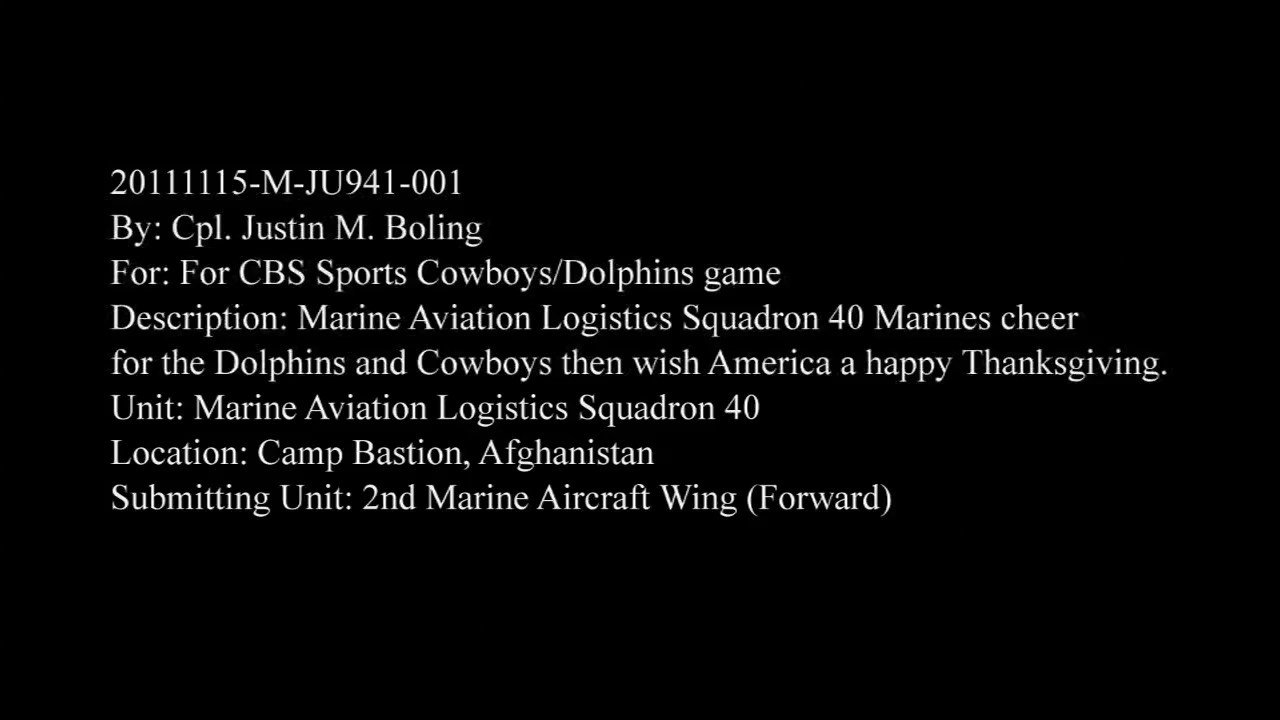 20111115-M-JU941-001
By: Cpl. Justin M. Boling
For: For CBS Sports Cowboys/Dolphins game
Description: Marine Aviation Logistics Squadron 40 Marines cheer
for the Dolphins and Cowboys then wish America a happy Thanksgiving.
Unit: Marine Aviation Logistics Squadron 40
Location: Camp Bastion, Afghanistan
Submitting Unit: 2nd Marine Aircraft Wing (Forward)